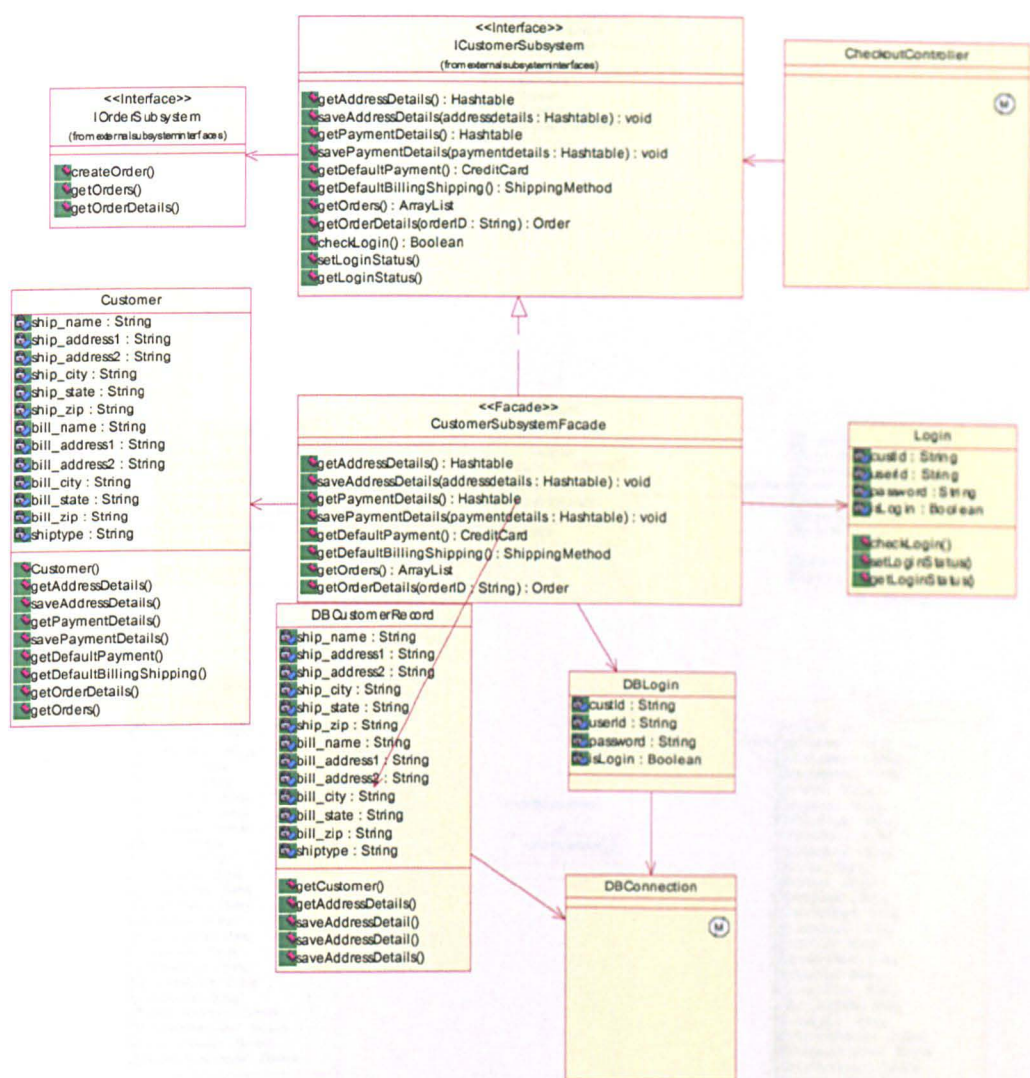 <<Interface>>
ICustomerSubsystem
(from externalsubsysteminterfaces)
getAddressDetails() : Hashtable
saveAddressDetails(addressdetails : Hashtable) : void
getPaymentDetails() : Hashtable
savePaymentDetails(paymentdetails : Hashtable) : void
getDefaultPayment() : CreditCard
getDefaultBillingShipping() : ShippingMethod
getOrders() : ArrayList
getOrderDetails(orderID : String) : Order
checkLogin() : Boolean
setLoginStatus()
getLoginStatus()
CheckoutController
M
<<Interface>>
IOrderSubsystem
(from externalsubsysteminterfaces)
createOrder()
getOrders()
getOrderDetails()
Customer
ship_name : String
ship_address1 : String
ship_address2 : String
ship_city : String
ship_state : String
ship_zip : String
bill_name : String
bill_address1 : String
bill_address2 : String
bill_city : String
bill_state : String
bill_zip : String
shiptype : String
Customer()
getAddressDetails()
saveAddressDetails()
getPaymentDetails()
savePaymentDetails()
getDefaultPayment()
getDefaultBillingShipping()
getOrderDetails()
getOrders()
<<Facade>>
CustomerSubsystemFacade
getAddressDetails() : Hashtable
saveAddressDetails(addressdetails : Hashtable) : void
getPaymentDetails() : Hashtable
savePaymentDetails(paymentdetails : Hashtable) : void
getDefaultPayment() : CreditCard
getDefaultBillingShipping() : ShippingMethod
getOrders() : ArrayList
getOrderDetails(orderID : String) : Order
Login
custId : String
userId : String
password : String
isLogin : Boolean
checkLogin()
setLoginStatus()
getLoginStatus()
DBCustomerRecord
ship_name : String
ship_address1 : String
ship_address2 : String
ship_city : String
ship_state : String
ship_zip : String
bill_name : String
bill_address1 : String
bill_address2 : String
bill_city : String
bill_state : String
bill_zip : String
shiptype : String
getCustomer()
getAddressDetails()
saveAddressDetail()
saveAddressDetail()
saveAddressDetails()
DBLogin
custId : String
userId : String
password : String
isLogin : Boolean
DBConnection
M